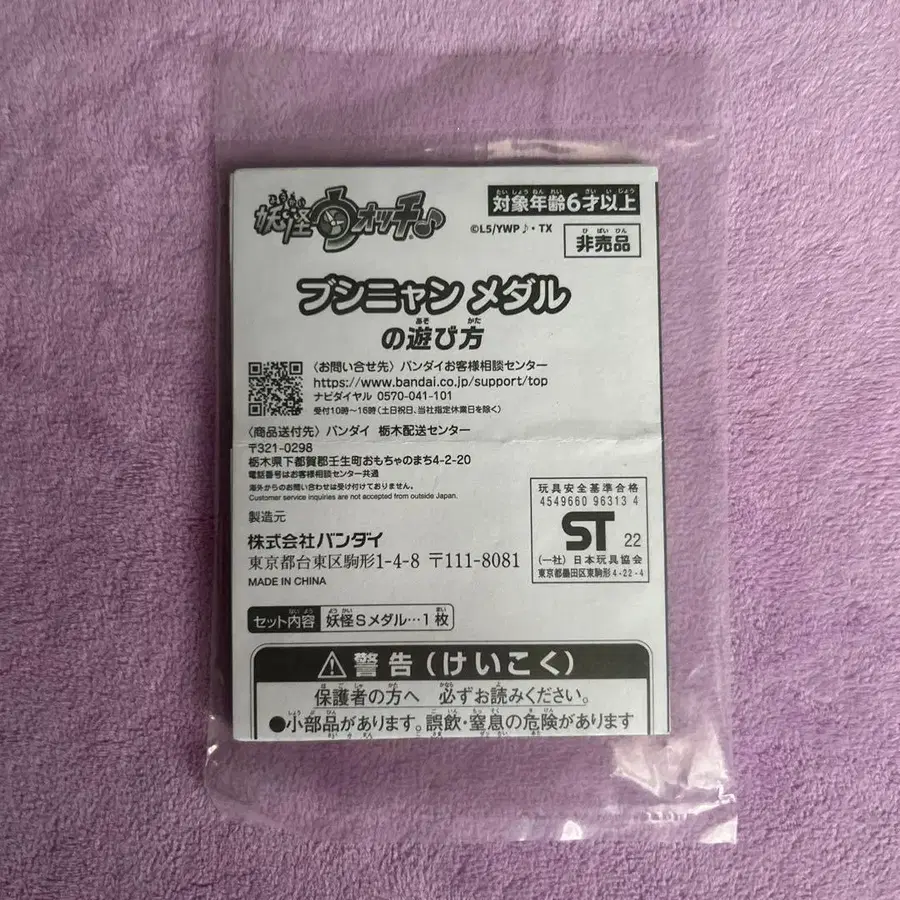 妖怪ウォッチ♪
対象年齢6才以上
©L5/YWP♪・TX
非売品
ブシニャン メダル
の遊び方
〈お問い合せ先〉バンダイお客様相談センター
https://www.bandai.co.jp/support/top
ナビダイヤル 0570-041-101
受付10時～16時(土日祝日、当社指定休業日を除く)
〈商品送付先〉バンダイ 栃木配送センター
〒321-0298
栃木県下都賀郡壬生町おもちゃのまち4-2-20
電話番号はお客様相談センター共通
海外からのお問い合わせは受け付けておりません。
Customer service inquiries are not accepted from outside Japan.
製造元
株式会社バンダイ
東京都台東区駒形1-4-8 〒111-8081
MADE IN CHINA
玩具安全基準合格
4549660 96313 4
ST 22
(一社)日本玩具協会
東京都墨田区東駒形4-22-4
セット内容 妖怪Sメダル…1枚
⚠警告(けいこく)
保護者の方へ 必ずお読みください。
●小部品があります。誤飲・窒息の危険があります